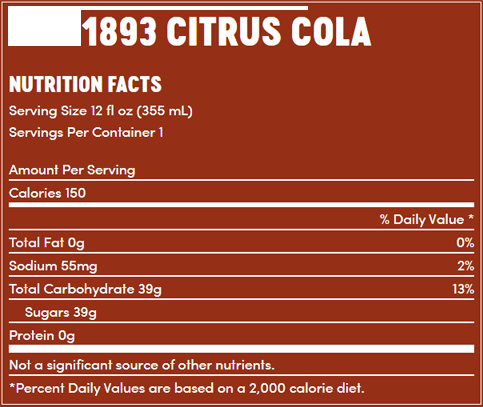 1893 CITRUS COLA
NUTRITION FACTS
Serving Size 12 fl oz (355 mL)
Servings Per Container 1
Amount Per Serving
Calories 150
% Daily Value *
Total Fat 0g 0%
Sodium 55mg 2%
Total Carbohydrate 39g 13%
Sugars 39g
Protein 0g
Not a significant source of other nutrients.
*Percent Daily Values are based on a 2,000 calorie diet.